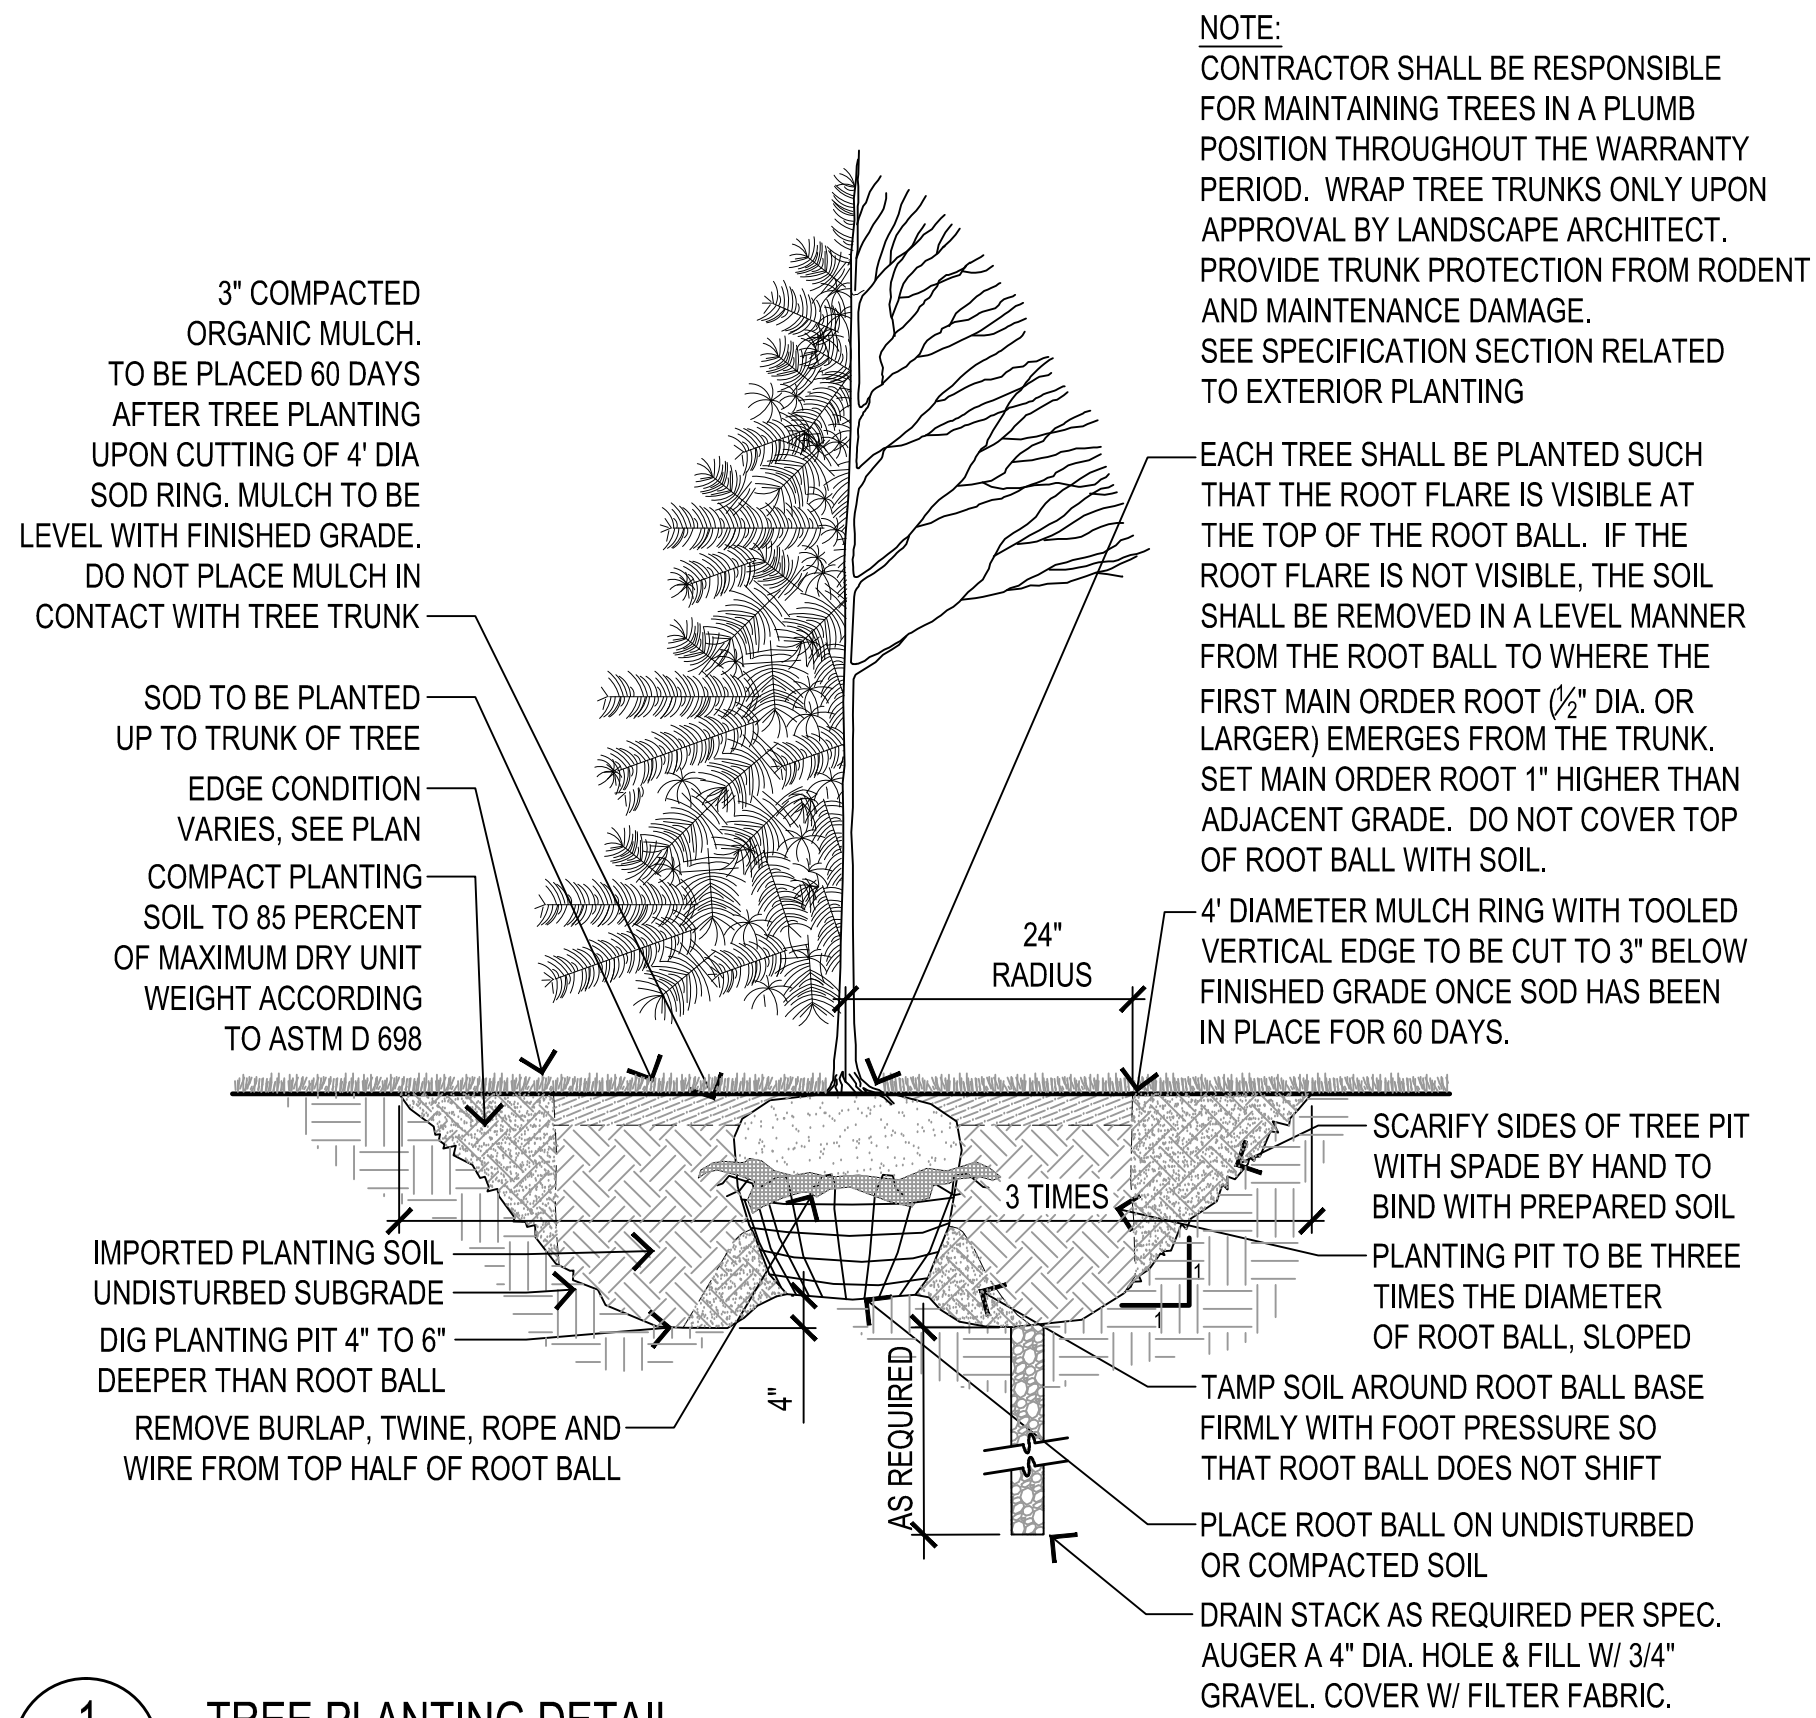 NOTE:
CONTRACTOR SHALL BE RESPONSIBLE
FOR MAINTAINING TREES IN A PLUMB
POSITION THROUGHOUT THE WARRANTY
PERIOD. WRAP TREE TRUNKS ONLY UPON
APPROVAL BY LANDSCAPE ARCHITECT.
PROVIDE TRUNK PROTECTION FROM RODENT
AND MAINTENANCE DAMAGE.
SEE SPECIFICATION SECTION RELATED
TO EXTERIOR PLANTING
3" COMPACTED
ORGANIC MULCH.
TO BE PLACED 60 DAYS
AFTER TREE PLANTING
UPON CUTTING OF 4' DIA
SOD RING. MULCH TO BE
LEVEL WITH FINISHED GRADE.
DO NOT PLACE MULCH IN
CONTACT WITH TREE TRUNK
SOD TO BE PLANTED
UP TO TRUNK OF TREE
EDGE CONDITION
VARIES, SEE PLAN
COMPACT PLANTING
SOIL TO 85 PERCENT
OF MAXIMUM DRY UNIT
WEIGHT ACCORDING
TO ASTM D 698
EACH TREE SHALL BE PLANTED SUCH
THAT THE ROOT FLARE IS VISIBLE AT
THE TOP OF THE ROOT BALL. IF THE
ROOT FLARE IS NOT VISIBLE, THE SOIL
SHALL BE REMOVED IN A LEVEL MANNER
FROM THE ROOT BALL TO WHERE THE
FIRST MAIN ORDER ROOT (½" DIA. OR
LARGER) EMERGES FROM THE TRUNK.
SET MAIN ORDER ROOT 1" HIGHER THAN
ADJACENT GRADE. DO NOT COVER TOP
OF ROOT BALL WITH SOIL.
24"
RADIUS
4' DIAMETER MULCH RING WITH TOOLED
VERTICAL EDGE TO BE CUT TO 3" BELOW
FINISHED GRADE ONCE SOD HAS BEEN
IN PLACE FOR 60 DAYS.
SCARIFY SIDES OF TREE PIT
WITH SPADE BY HAND TO
BIND WITH PREPARED SOIL
3 TIMES
IMPORTED PLANTING SOIL
UNDISTURBED SUBGRADE
DIG PLANTING PIT 4" TO 6"
DEEPER THAN ROOT BALL
REMOVE BURLAP, TWINE, ROPE AND
WIRE FROM TOP HALF OF ROOT BALL
4"
AS REQUIRED
1
1
PLANTING PIT TO BE THREE
TIMES THE DIAMETER
OF ROOT BALL, SLOPED
TAMP SOIL AROUND ROOT BALL BASE
FIRMLY WITH FOOT PRESSURE SO
THAT ROOT BALL DOES NOT SHIFT
PLACE ROOT BALL ON UNDISTURBED
OR COMPACTED SOIL
DRAIN STACK AS REQUIRED PER SPEC.
AUGER A 4" DIA. HOLE & FILL W/ 3/4"
GRAVEL. COVER W/ FILTER FABRIC.
1
TREE PLANTING DETAIL